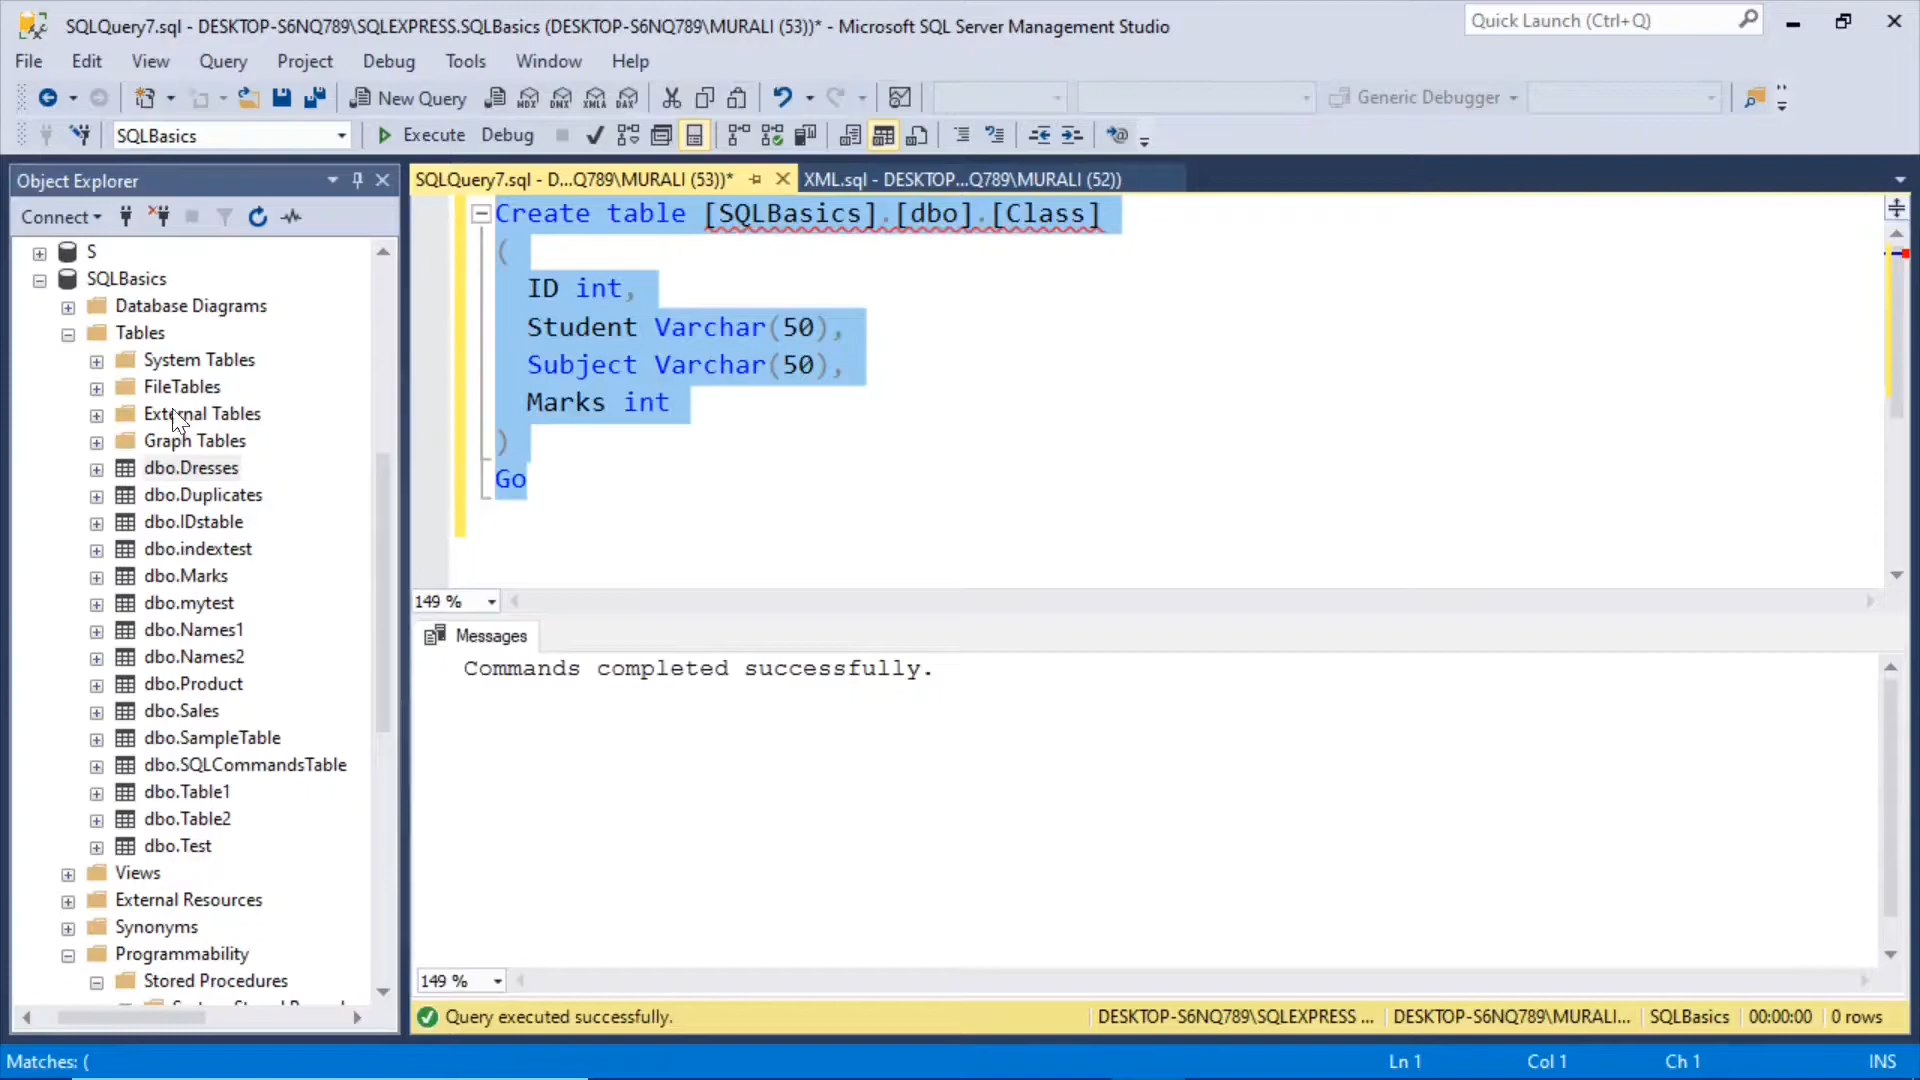 SQLQuery7.sql - DESKTOP-S6NQ789\SQLEXPRESS.SQLBasics (DESKTOP-S6NQ789\MURALI (53))* - Microsoft SQL Server Management Studio
Quick Launch (Ctrl+Q)
File Edit View Query Project Debug Tools Window Help
New Query MDX DMX XMLA DAX Generic Debugger
SQLBasics Execute Debug
Object Explorer
SQLQuery7.sql - D...Q789\MURALI (53))* XML.sql - DESKTOP...Q789\MURALI (52))
Connect
S
SQLBasics
Database Diagrams
Tables
System Tables
FileTables
External Tables
Graph Tables
dbo.Dresses
dbo.Duplicates
dbo.IDstable
dbo.indextest
dbo.Marks
dbo.mytest
dbo.Names1
dbo.Names2
dbo.Product
dbo.Sales
dbo.SampleTable
dbo.SQLCommandsTable
dbo.Table1
dbo.Table2
dbo.Test
Views
External Resources
Synonyms
Programmability
Stored Procedures
Create table [SQLBasics].[dbo].[Class]
(
ID int,
Student Varchar(50),
Subject Varchar(50),
Marks int
)
Go
149 %
Messages
Commands completed successfully.
149 %
Query executed successfully. DESKTOP-S6NQ789\SQLEXPRESS ... DESKTOP-S6NQ789\MURALI... SQLBasics 00:00:00 0 rows
Matches: ( Ln 1 Col 1 Ch 1 INS